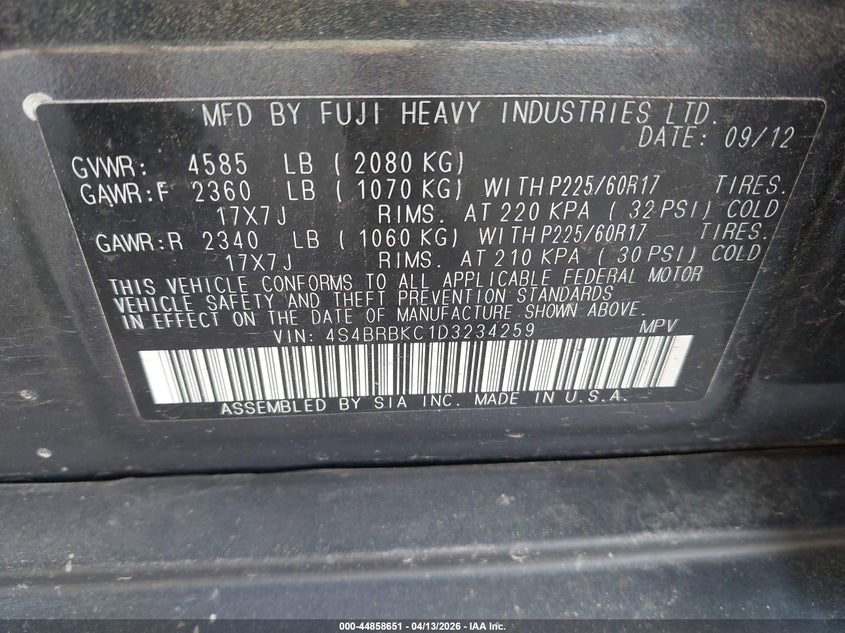 MFD BY FUJI HEAVY INDUSTRIES LTD.
DATE: 09/12
GVWR: 4585 LB ( 2080 KG)
GAWR:F 2360 LB ( 1070 KG) WITH P225/60R17 TIRES.
17X7J RIMS. AT 220 KPA ( 32 PSI) COLD
GAWR:R 2340 LB ( 1060 KG) WITH P225/60R17 TIRES.
17X7J RIMS. AT 210 KPA ( 30 PSI) COLD
THIS VEHICLE CONFORMS TO ALL APPLICABLE FEDERAL MOTOR
VEHICLE SAFETY AND THEFT PREVENTION STANDARDS
IN EFFECT ON THE DATE OF MANUFACTURE SHOWN ABOVE.
VIN: 4S4BRBKC1D3234259 MPV
ASSEMBLED BY SIA INC. MADE IN U.S.A.
000-44858651 - 04/13/2026 - IAA Inc.